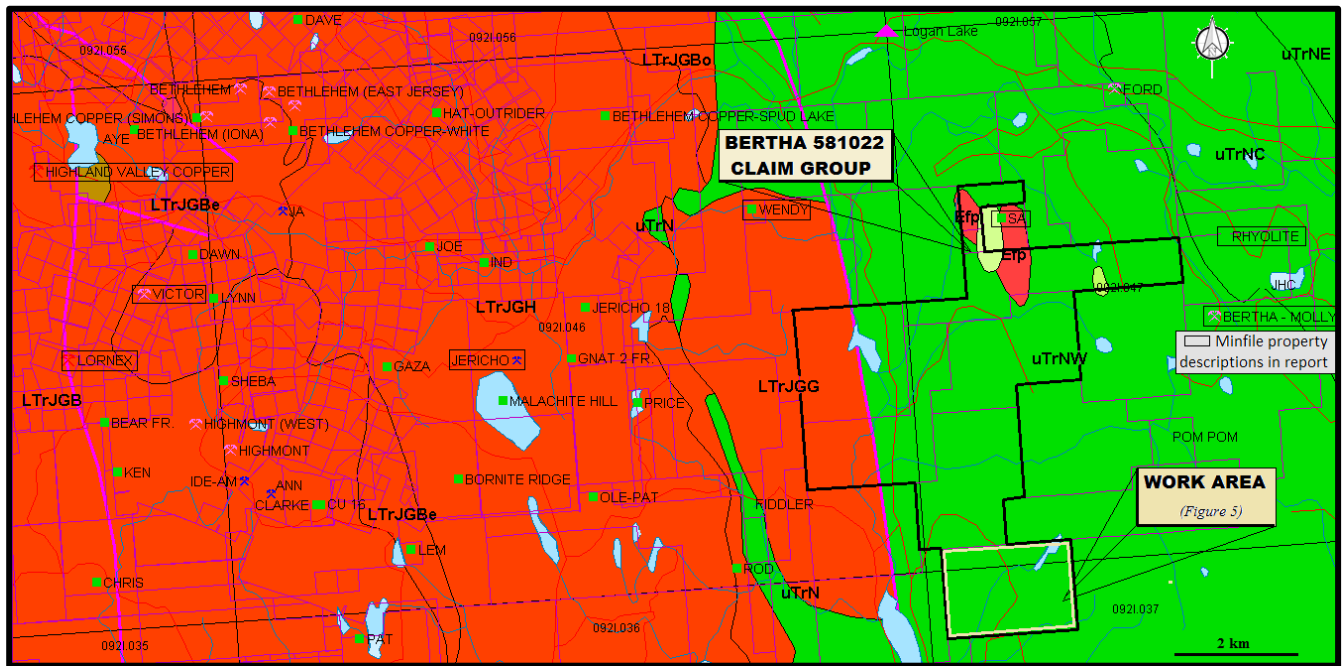 DAVE
092I.055
092I.056
092I.057
Logan Lake
N
uTrNE
LTrJGBo
BETHLEHEM
BETHLEHEM (EAST JERSEY)
FORD
HLEHEM COPPER (SIMONS)
HAT-OUTRIDER
BETHLEHEM COPPER-SPUD LAKE
AYE
BETHLEHEM (IONA)
BETHLEHEM COPPER-WHITE
BERTHA 581022
CLAIM GROUP
uTrNC
HIGHLAND VALLEY COPPER
LTrJGBe
JA
WENDY
Efp
SA
uTrN
RHYOLITE
JOE
DAWN
IND
Efp
VICTOR
LYNN
092I.047
JHC
LTrJGH
JERICHO 18
092I.046
BERTHA - MOLLY
Minfile property
descriptions in report
LORNEX
JERICHO
GNAT 2 FR.
uTrNW
GAZA
SHEBA
LTrJGG
LTrJGB
MALACHITE HILL
PRICE
BEAR FR.
HIGHMONT (WEST)
POM POM
HIGHMONT
KEN
IDE-AM
ANN
BORNITE RIDGE
WORK AREA
(Figure 5)
CLARKE
CU 16
OLE-PAT
FIDDLER
LTrJGBe
LEM
ROD
CHRIS
uTrN
092I.037
092I.036
092I.035
PAT
2 km